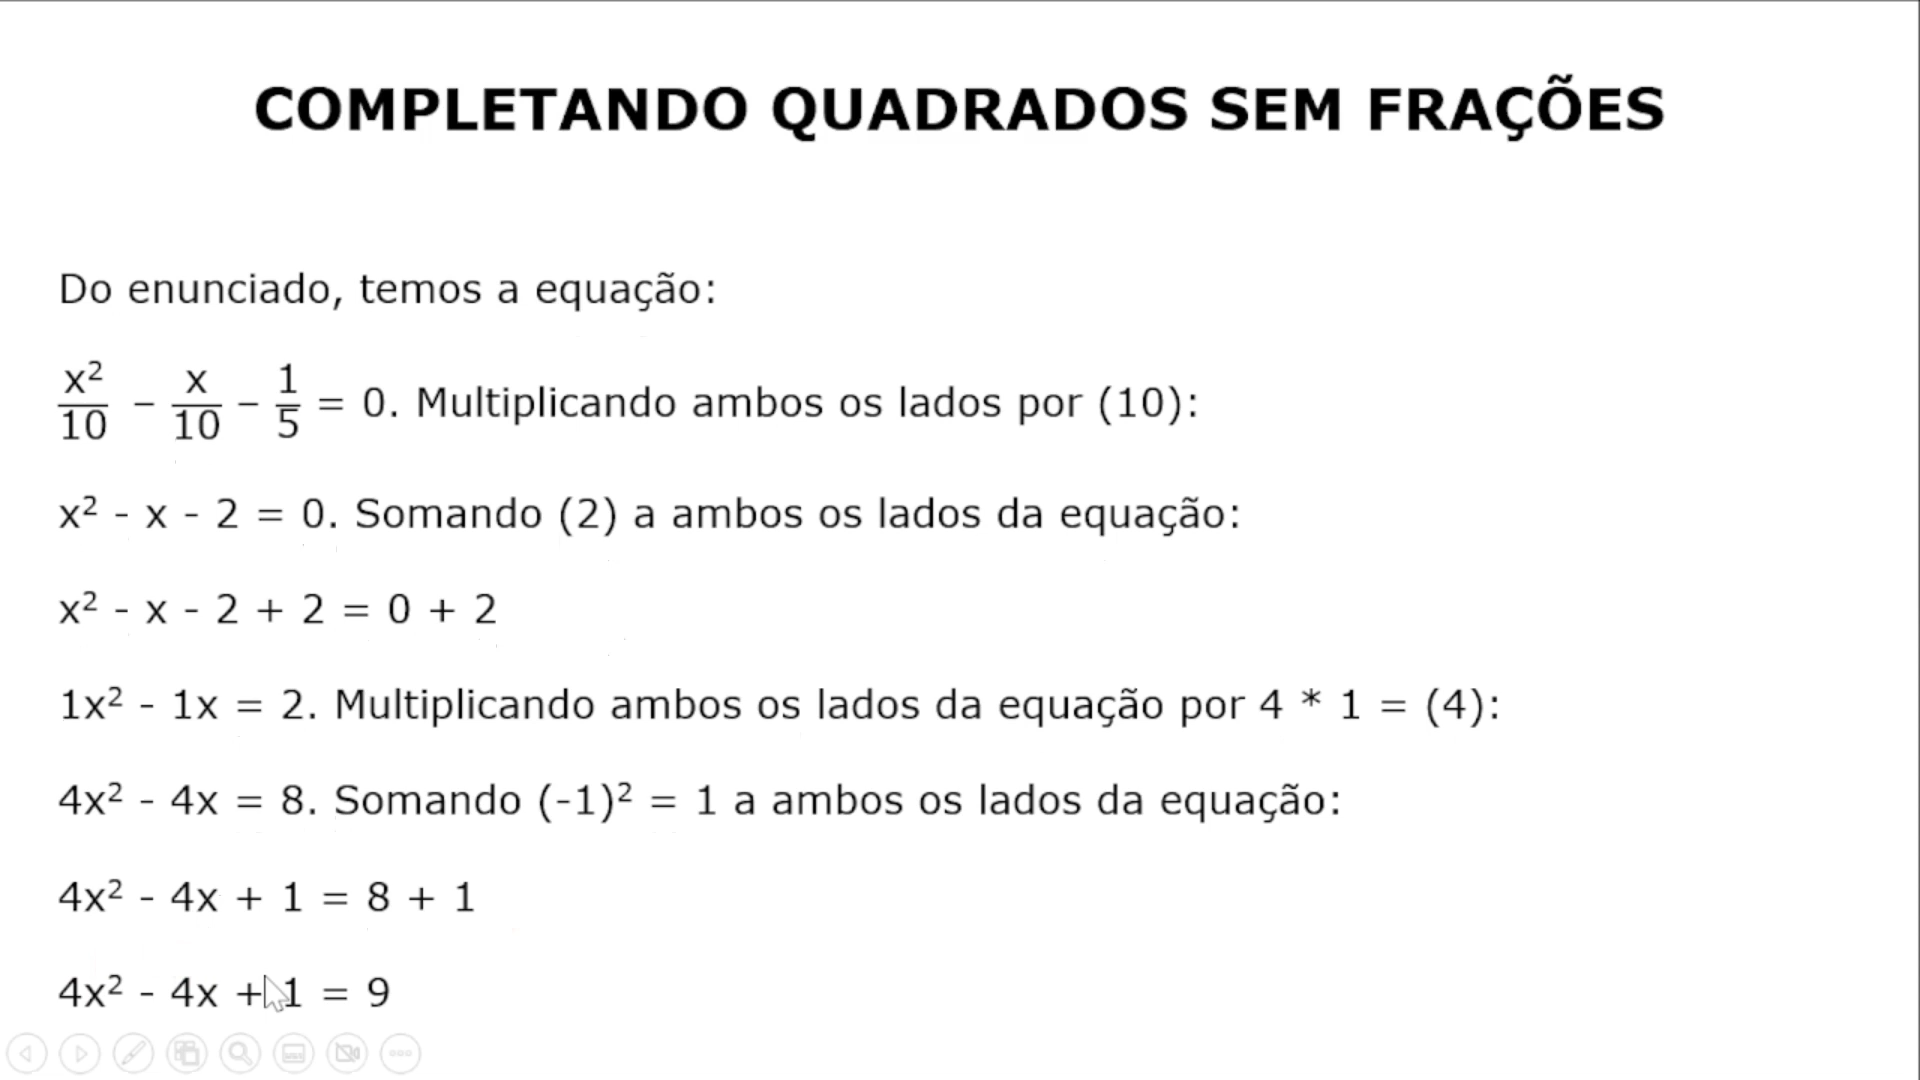 COMPLETANDO QUADRADOS SEM FRAÇÕES
Do enunciado, temos a equação:
x²/10 – x/10 – 1/5 = 0. Multiplicando ambos os lados por (10):
x² - x - 2 = 0. Somando (2) a ambos os lados da equação:
x² - x - 2 + 2 = 0 + 2
1x² - 1x = 2. Multiplicando ambos os lados da equação por 4 * 1 = (4):
4x² - 4x = 8. Somando (-1)² = 1 a ambos os lados da equação:
4x² - 4x + 1 = 8 + 1
4x² - 4x + 1 = 9